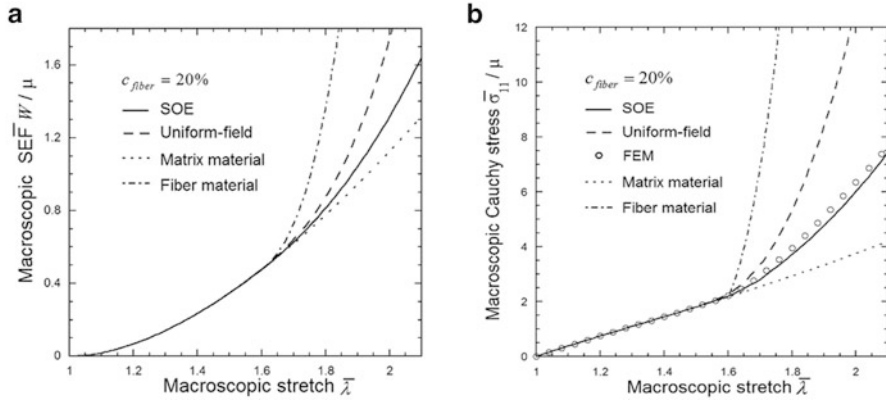 a
Macroscopic SEF W̅ / μ
1.6
1.2
0.8
0.4
0
1
1.2
1.4
1.6
1.8
2
Macroscopic stretch λ̅
c fiber = 20%
SOE
Uniform-field
Matrix material
Fiber material
b
Macroscopic Cauchy stress σ̅11 / μ
12
10
8
6
4
2
0
1
1.2
1.4
1.6
1.8
2
Macroscopic stretch λ̅
c fiber = 20%
SOE
Uniform-field
FEM
Matrix material
Fiber material